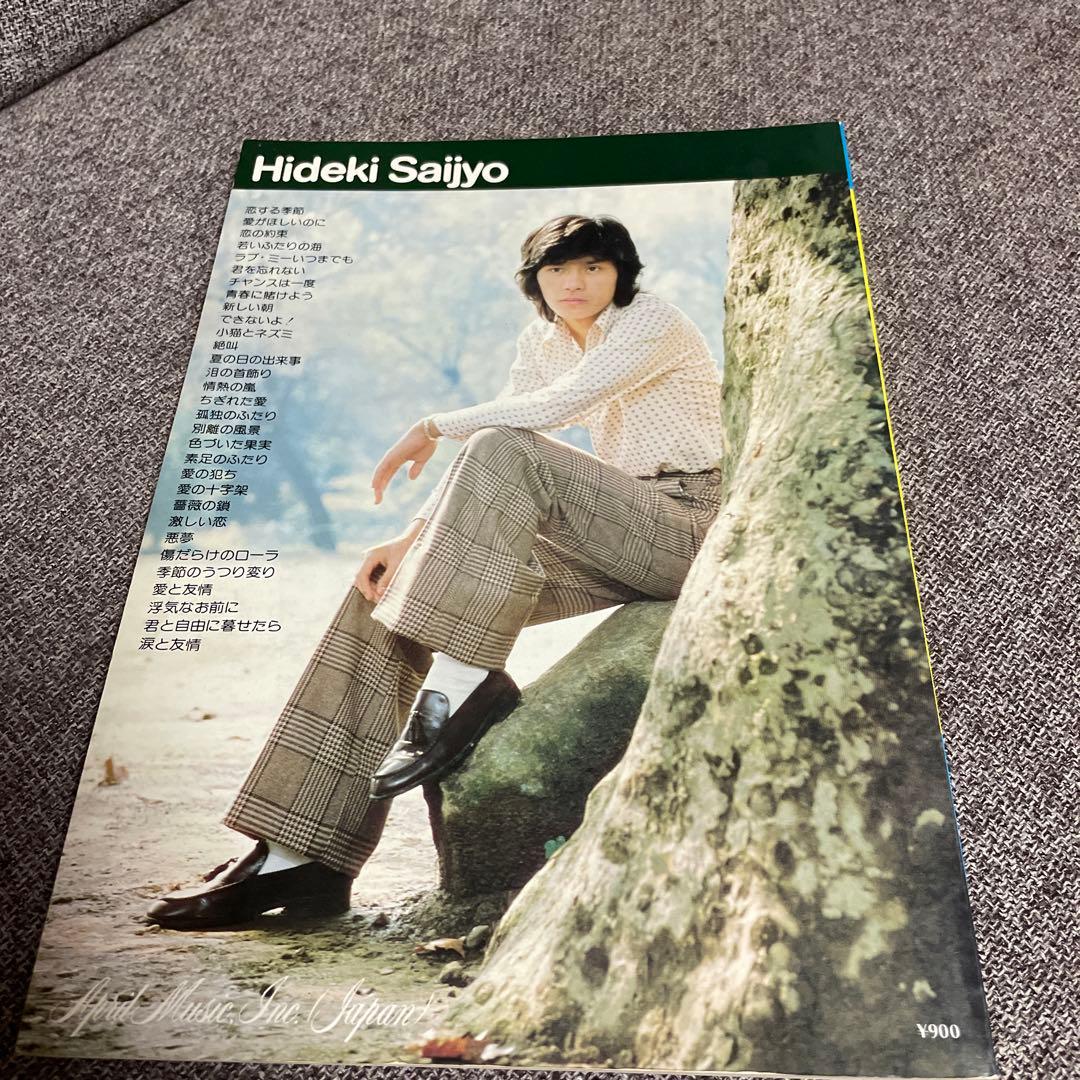 Hideki Saijyo
恋する季節
愛がほしいのに
恋の約束
若いふたりの海
ラブ・ミーいつまでも
君を忘れない
チャンスは一度
青春に賭けよう
新しい朝
できないよ!
小猫とネズミ
絶叫
夏の日の出来事
泪の首飾り
情熱の嵐
ちぎれた愛
孤独のふたり
別離の風景
色づいた果実
素足のふたり
愛の犯ち
愛の十字架
薔薇の鎖
激しい恋
悪夢
傷だらけのローラ
季節のうつり変り
愛と友情
浮気なお前に
君と自由に暮せたら
涙と友情
April Music, Inc. (Japan)
¥900